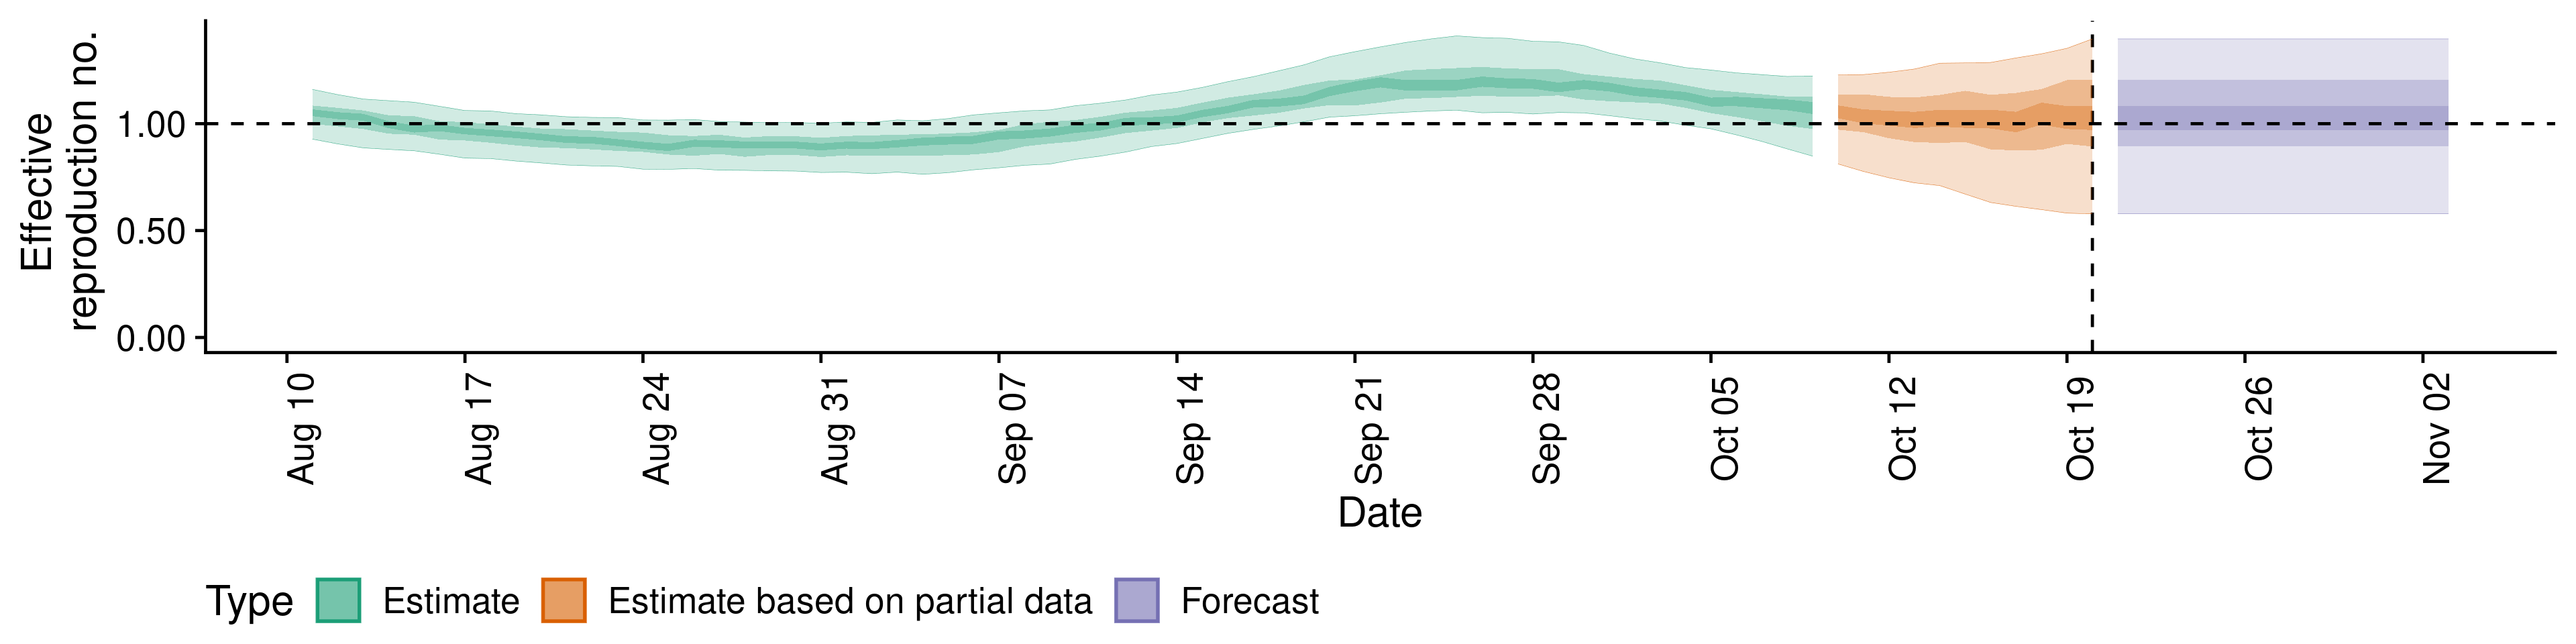 Effective
reproduction no.
1.00
0.50
0.00
Aug 10
Aug 17
Aug 24
Aug 31
Sep 07
Sep 14
Sep 21
Sep 28
Oct 05
Oct 12
Oct 19
Oct 26
Nov 02
Date
Type Estimate Estimate based on partial data Forecast